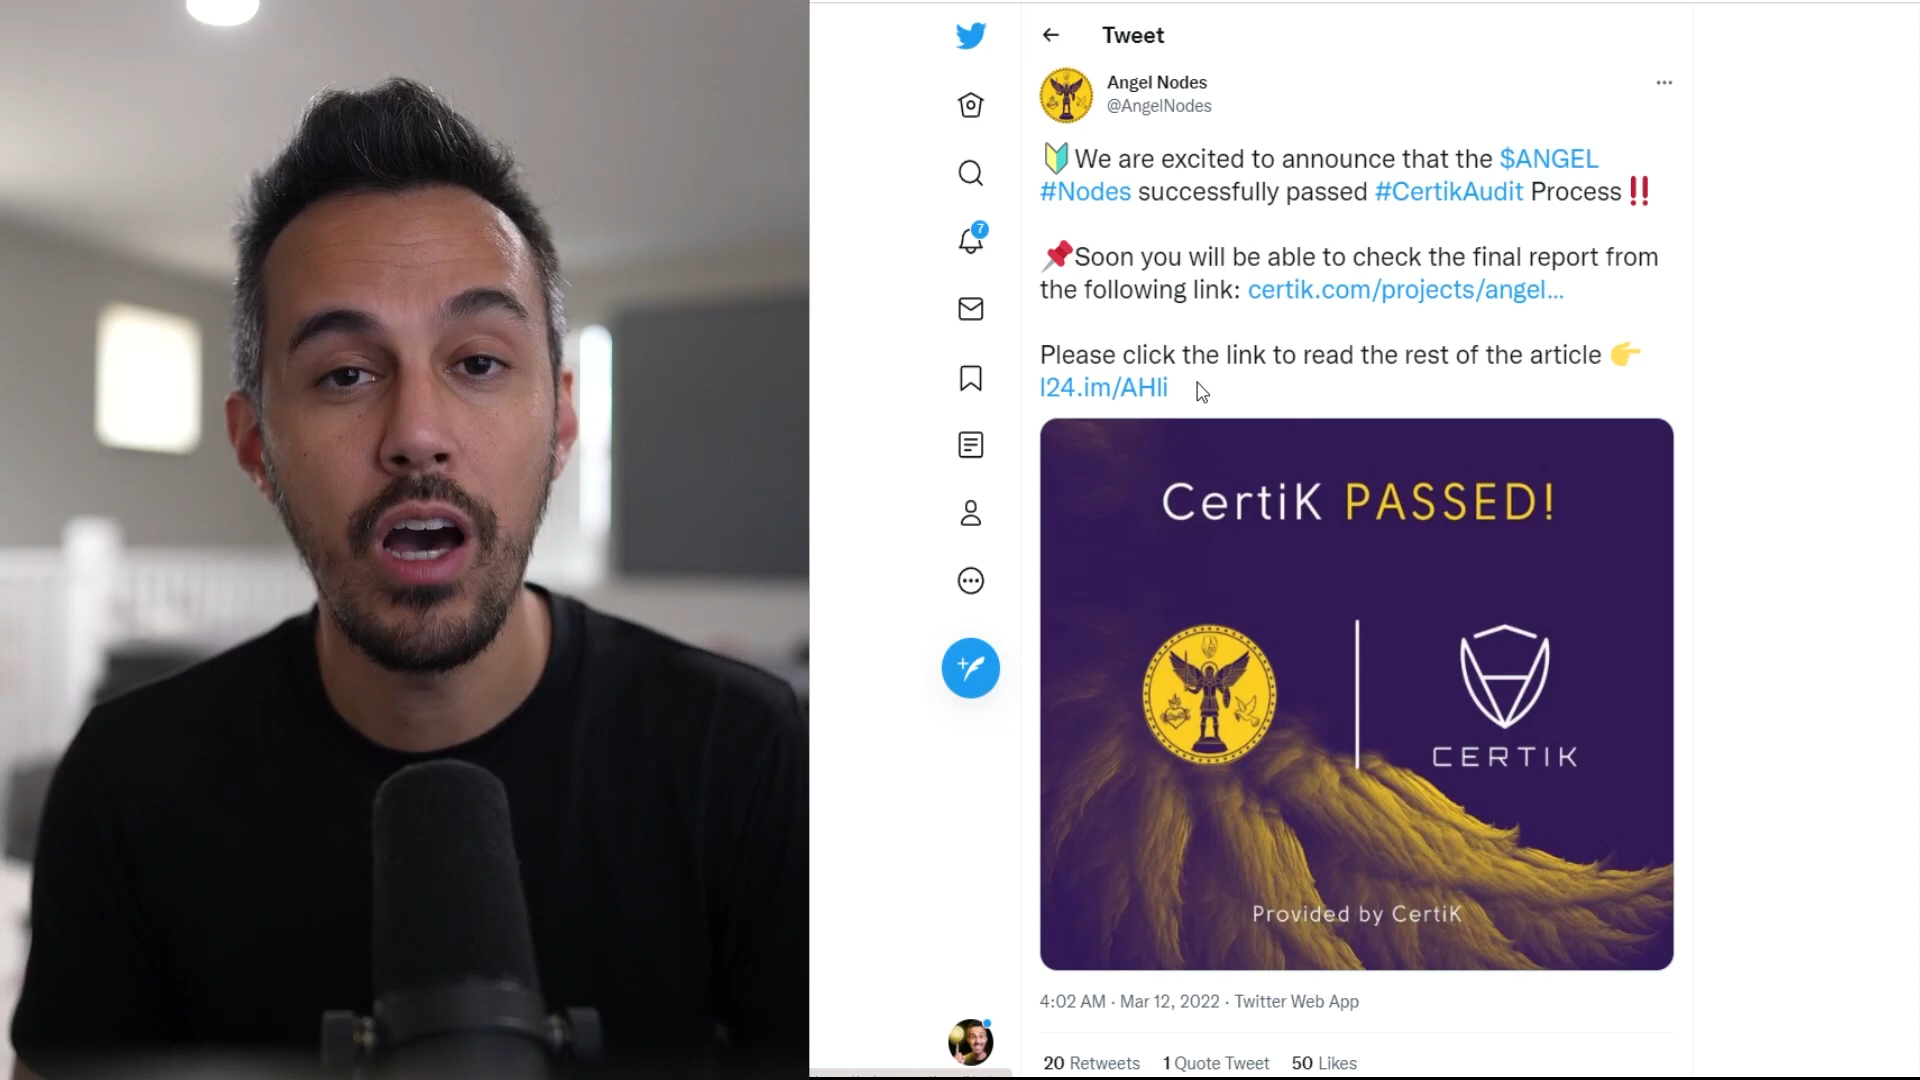 Tweet
Angel Nodes
@AngelNodes
We are excited to announce that the $ANGEL
#Nodes successfully passed #CertikAudit Process‼
7
📌Soon you will be able to check the final report from
the following link: certik.com/projects/angel...
Please click the link to read the rest of the article 👉
l24.im/AHli
CertiK PASSED!
CERTIK
Provided by CertiK
4:02 AM · Mar 12, 2022 · Twitter Web App
20 Retweets 1 Quote Tweet 50 Likes